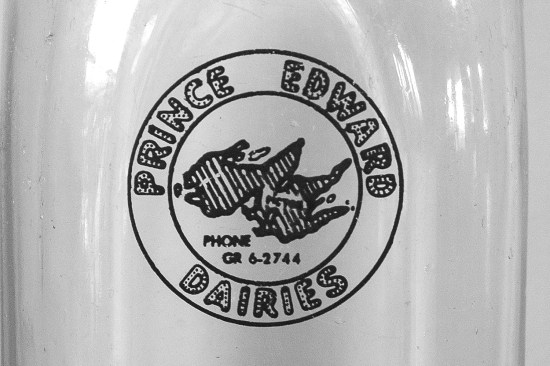 PRINCE EDWARD
PHONE
GR 6-2744
DAIRIES